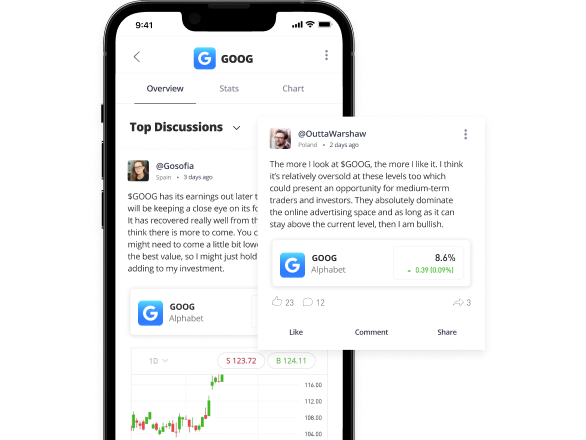 9:41
G GOOG
Overview Stats Chart
Top Discussions
@Gosofia
Spain • 3 days ago
$GOOG has its earnings out later t
will be keeping a close eye on its fo
It has recovered really well from th
think there is more to come. You c
might need to come a little bit lowe
the best value, so I might just hold
adding to my investment.
G GOOG
Alphabet
1D S 123.72 B 124.11
116.00
112.00
108.00
104.00
@OuttaWarshaw
Poland • 2 days ago
The more I look at $GOOG, the more I like it. I think
it's relatively oversold at these levels too which
could present an opportunity for medium-term
traders and investors. They absolutely dominate
the online advertising space and as long as it can
stay above the current level, then I am bullish.
G GOOG 8.6%
Alphabet 0.39 (0.09%)
23 12 3
Like Comment Share